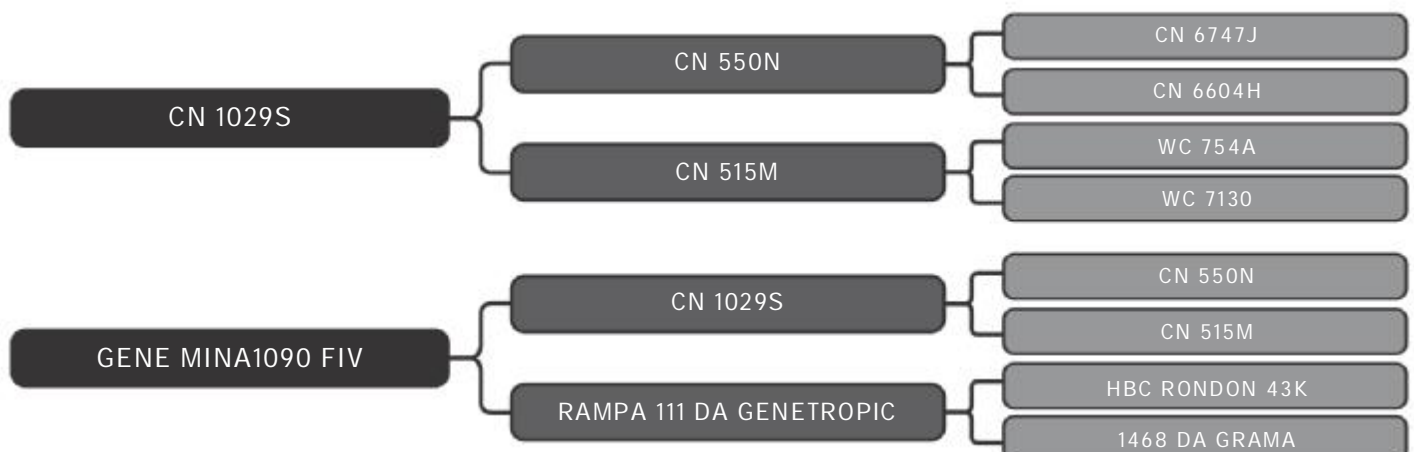 CN 1029S
CN 550N
CN 6747J
CN 6604H
CN 515M
WC 754A
WC 7130
GENE MINA1090 FIV
CN 1029S
CN 550N
CN 515M
RAMPA 111 DA GENETROPIC
HBC RONDON 43K
1468 DA GRAMA